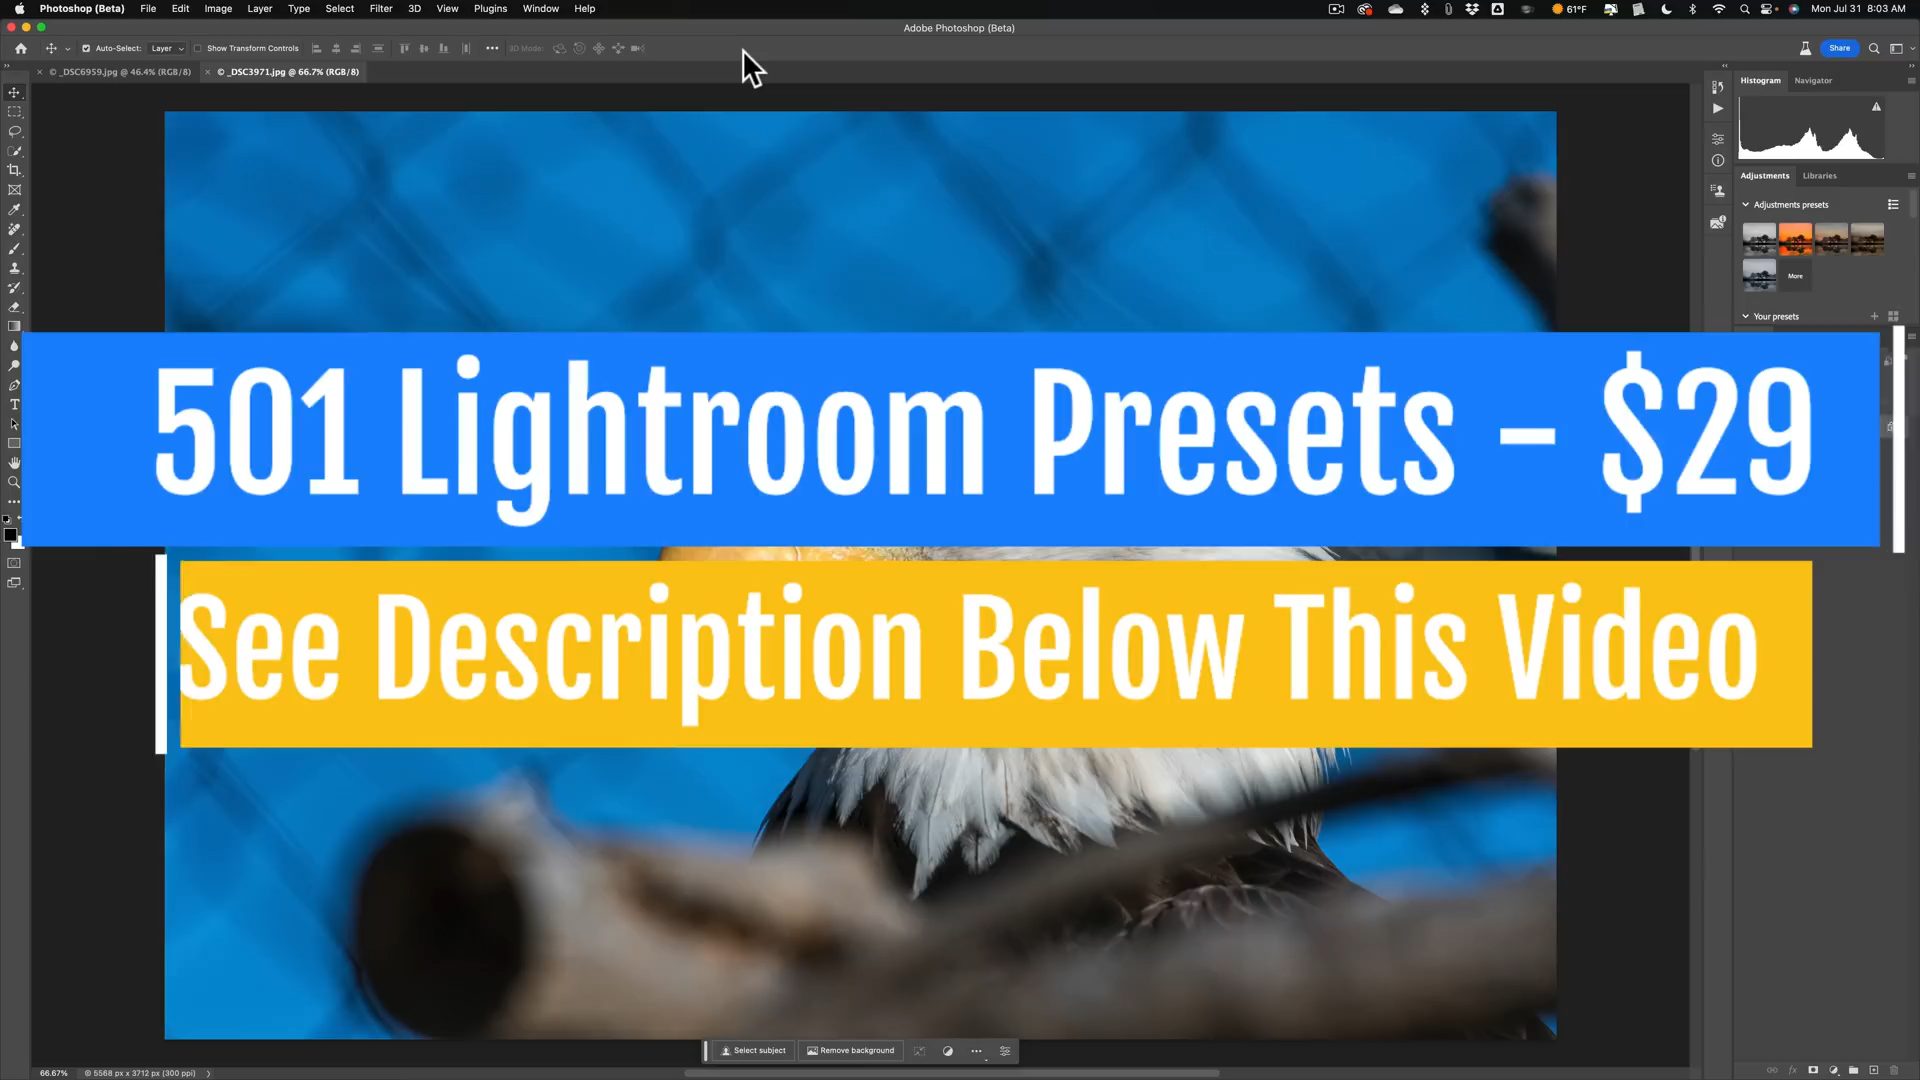 Photoshop (Beta) File Edit Image Layer Type Select Filter 3D View Plugins Window Help 61°F Mon Jul 31 8:03 AM
Adobe Photoshop (Beta)
Auto-Select: Layer Show Transform Controls 3D Mode: Share
© _DSC6959.jpg @ 46.4% (RGB/8) © _DSC3971.jpg @ 66.7% (RGB/8)
Histogram Navigator
Adjustments Libraries
Adjustments presets
More
Your presets
501 Lightroom Presets - $29
See Description Below This Video
Select subject Remove background
66.67% 5568 px x 3712 px (300 ppi)